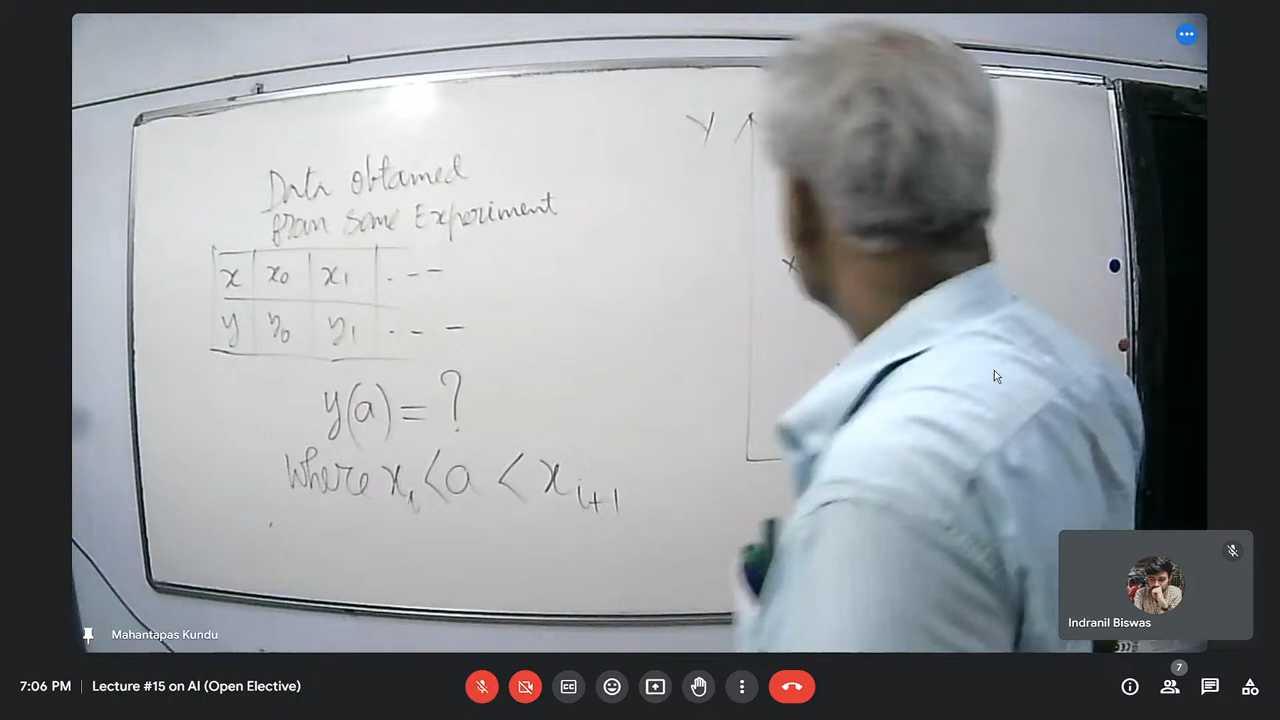 Data obtained
from some Experiment
x x0 x1 . - -
y y0 y1 . - -
y(a) = ?
where xi < a < xi+1
Y
x
Mahantapas Kundu
Indranil Biswas
7:06 PM | Lecture #15 on AI (Open Elective)
7